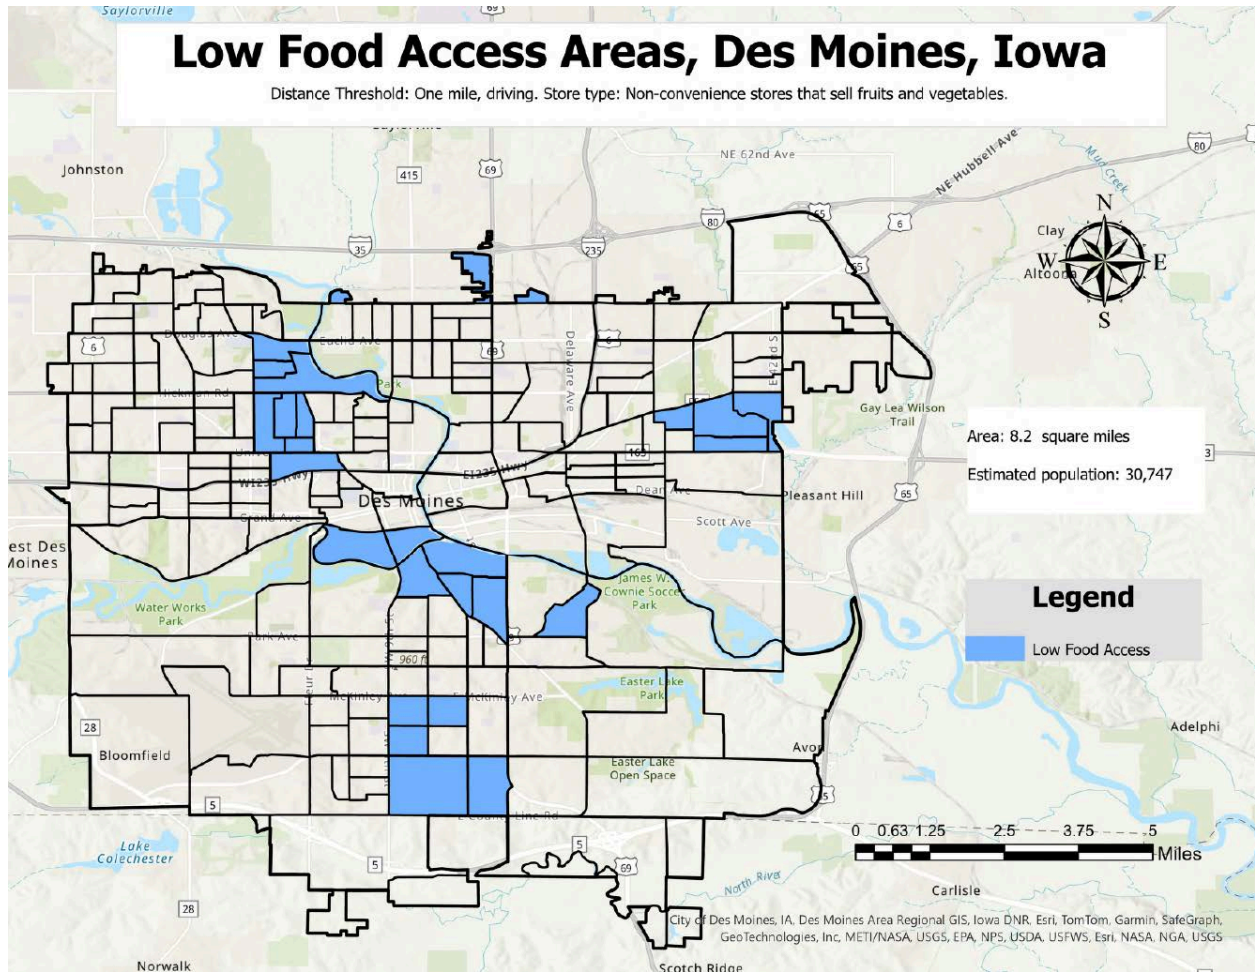 Saylorville
69
Low Food Access Areas, Des Moines, Iowa
Distance Threshold: One mile, driving. Store type: Non-convenience stores that sell fruits and vegetables.
Johnston
415
69
NE 62nd Ave
NE Hubbell Ave
80
Mud Creek
35
235
80
65
6
N
Clay
W
E
Altoona
S
65
6
Douglas Ave
Euclid Ave
69
6
Delaware Ave
E 42nd S
Hickman Rd
Park
Gay Lea Wilson
Trail
Area: 8.2 square miles
Estimated population: 30,747
3
163
W I235 Hwy
E I235 Hwy
Des Moines
Dean Ave
Pleasant Hill
65
Grand Ave
Scott Ave
est Des
Moines
Water Works
Park
James W.
Cownie Soccer
Park
Legend
Low Food Access
Park Ave
960 ft
Fleur Dr
McKinley Ave
E McKinley Ave
Easter Lake
Park
28
Bloomfield
Adelphi
Avon
Easter Lake
Open Space
5
E County Line Rd
0 0.63 1.25 2.5 3.75 5
Miles
Lake
Colechester
5
5
69
North River
Carlisle
28
City of Des Moines, IA, Des Moines Area Regional GIS, Iowa DNR, Esri, TomTom, Garmin, SafeGraph,
GeoTechnologies, Inc, METI/NASA, USGS, EPA, NPS, USDA, USFWS, Esri, NASA, NGA, USGS
Norwalk
Scotch Ridge